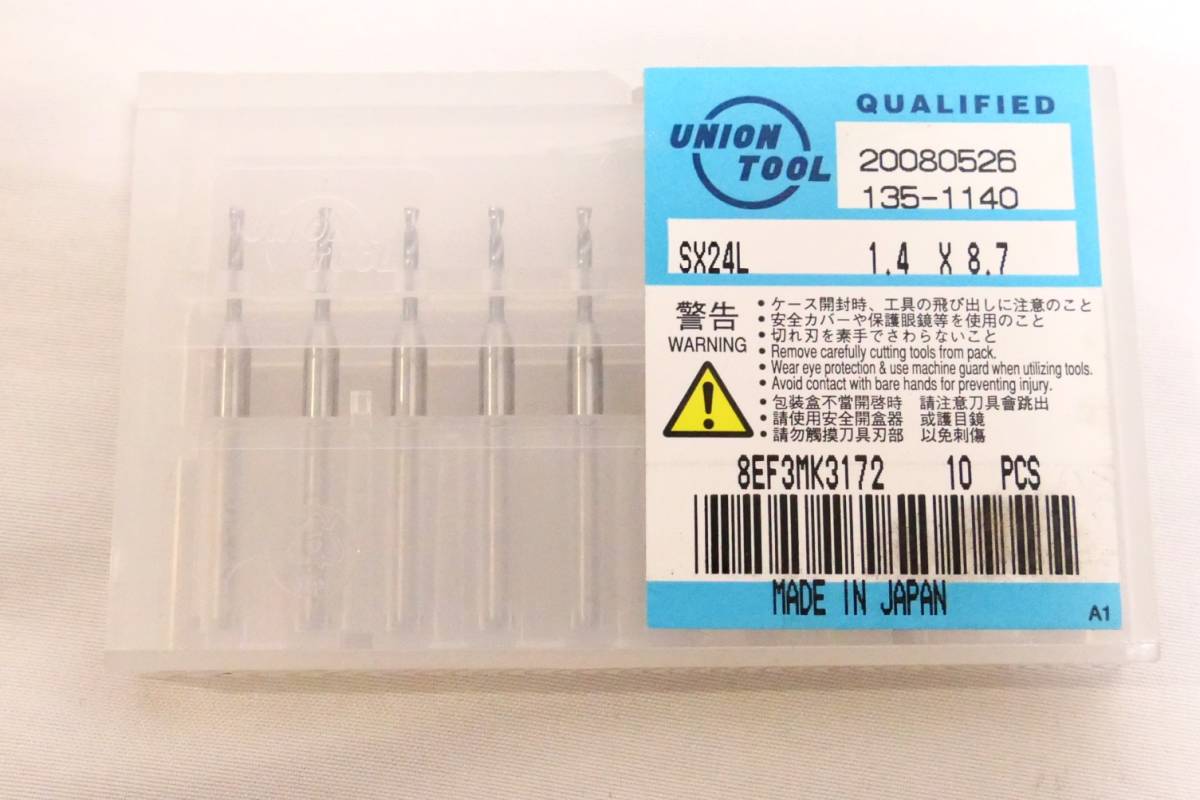 UNION
TOOL
QUALIFIED
20080526
135-1140
SX24L 1.4 X 8.7
警告
WARNING
• ケース開封時、工具の飛び出しに注意のこと
• 安全カバーや保護眼鏡等を使用のこと
• 切れ刃を素手でさわらないこと
• Remove carefully cutting tools from pack.
• Wear eye protection & use machine guard when utilizing tools.
• Avoid contact with bare hands for preventing injury.
• 包装盒不當開啓時 請注意刀具會跳出
• 請使用安全開盒器 或護目鏡
• 請勿觸摸刀具刃部 以免刺傷
8EF3MK3172 10 PCS
MADE IN JAPAN
A1
UNION
TOOL